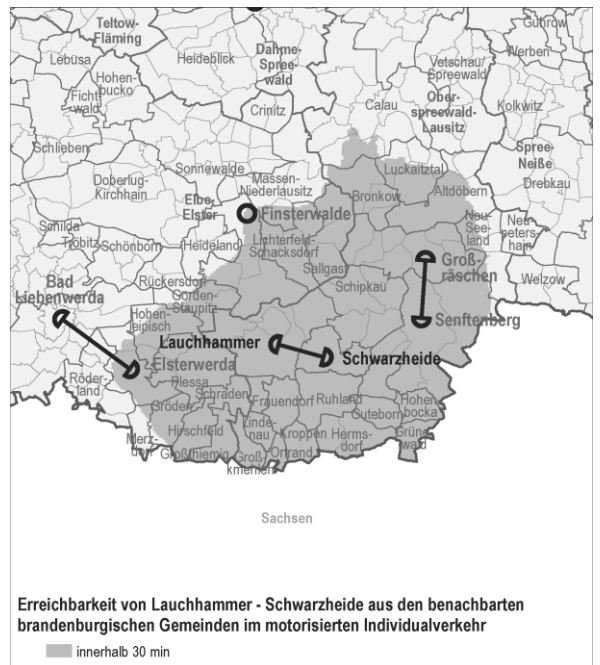 Teltow-
Fläming
Lebusa
Hohen-
bucko
Ficht
wald
Schlieben
Heideblick
Dahme-
Spree
wald
Crinitz
Vetschau/
Spreewald
Ober-
spreewald-
Lausitz
Calau
Guhrow
Werben
Kolkwitz
Spree-
Neiße
Drebkau
Doberlug-
Kirchhain
Sonnewalde
Massen-
Niederlausitz
Elbe-
Elster
Finsterwalde
Bronkow
Luckaitztal
Altdöbern
Neu-
See-
land
Neu
peters
hain
Welzow
Schilda
Tröbitz
Schönborn
Heideland
Lichterfeld-
Schacksdorf
Sallgast
Schipkau
Groß-
räschen
Senftenberg
Bad
Liebenwerda
Rückersdorf
Gorden-
Staupitz
Hohen-
leipisch
Lauchhammer
Schwarzheide
Elsterwerda
Röder-
land
Plessa
Schraden
Gröden
Merz-
dorf
Hirschfeld
Großthiemig
Groß
kmehlen
Linde-
nau
Frauendorf
Kroppen
Ortrand
Ruhland
Herms-
dorf
Guteborn
Hohen
bocka
Grüne
wald
Sachsen
Erreichbarkeit von Lauchhammer - Schwarzheide aus den benachbarten
brandenburgischen Gemeinden im motorisierten Individualverkehr
innerhalb 30 min